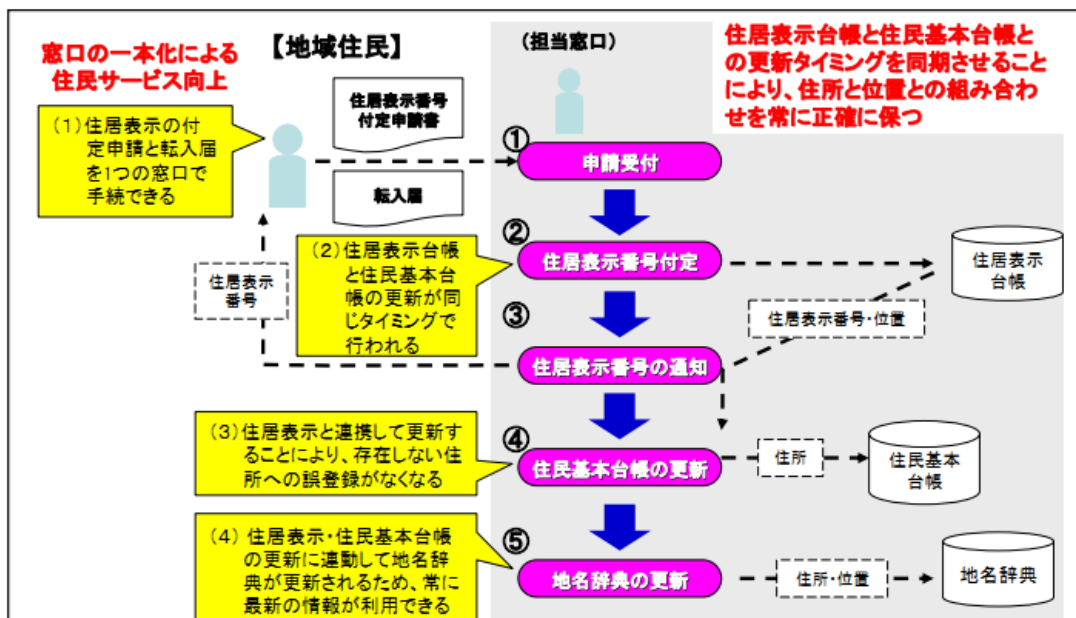 窓口の一本化による
住民サービス向上
【地域住民】
(担当窓口)
住居表示台帳と住民基本台帳と
の更新タイミングを同期させること
により、住所と位置との組み合わ
せを常に正確に保つ
(1)住居表示の付
定申請と転入届
を1つの窓口で
手続できる
住居表示番号
付定申請書
転入届
①
申請受付
②
住居表示番号付定
(2)住居表示台帳
と住民基本台
帳の更新が同
じタイミングで
行われる
住居表示
台帳
住居表示
番号
住居表示番号・位置
③
住居表示番号の通知
(3)住居表示と連携して更新す
ることにより、存在しない住
所への誤登録がなくなる
④
住民基本台帳の更新
住所
住民基本
台帳
(4) 住居表示・住民基本台帳
の更新に連動して地名辞
典が更新されるため、常に
最新の情報が利用できる
⑤
地名辞典の更新
住所・位置
地名辞典